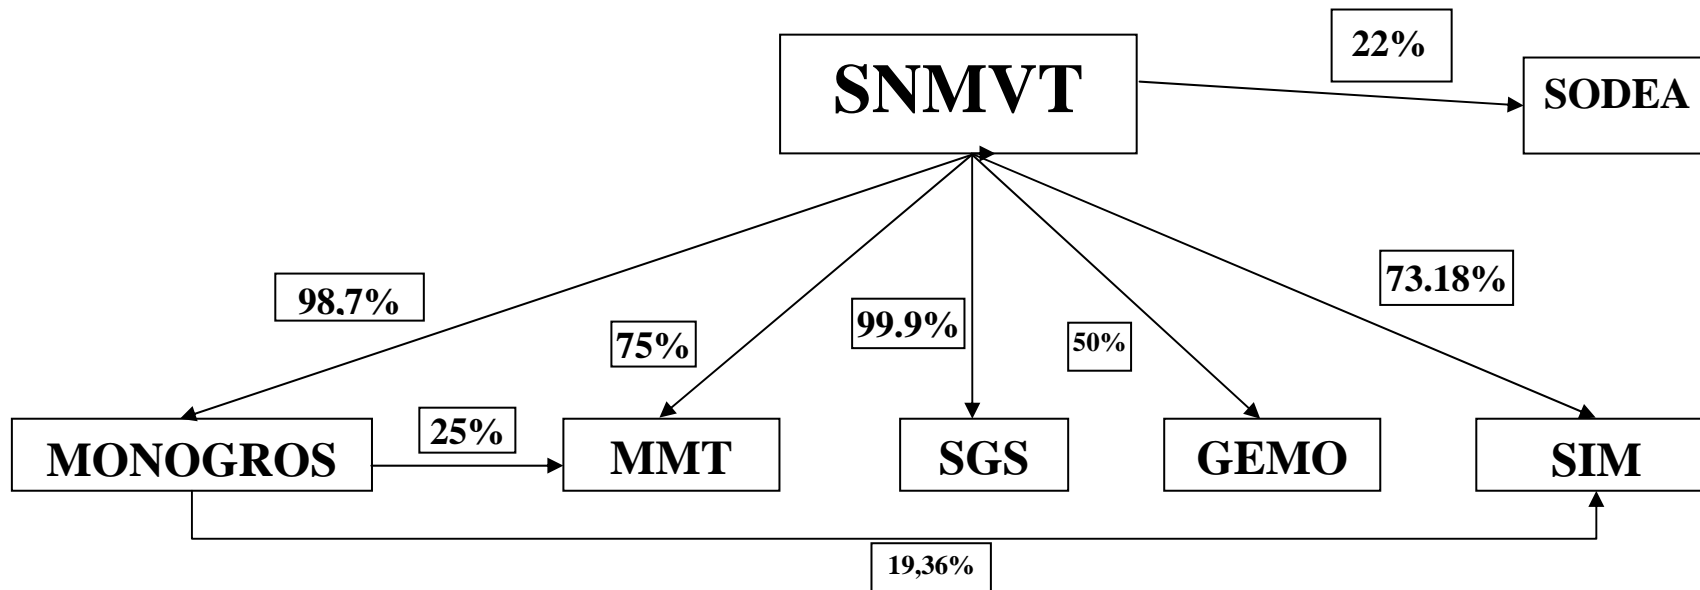 22%
SNMVT
SODEA
73.18%
98,7%
99.9%
75%
50%
25%
MONOGROS
MMT
SGS
GEMO
SIM
19,36%